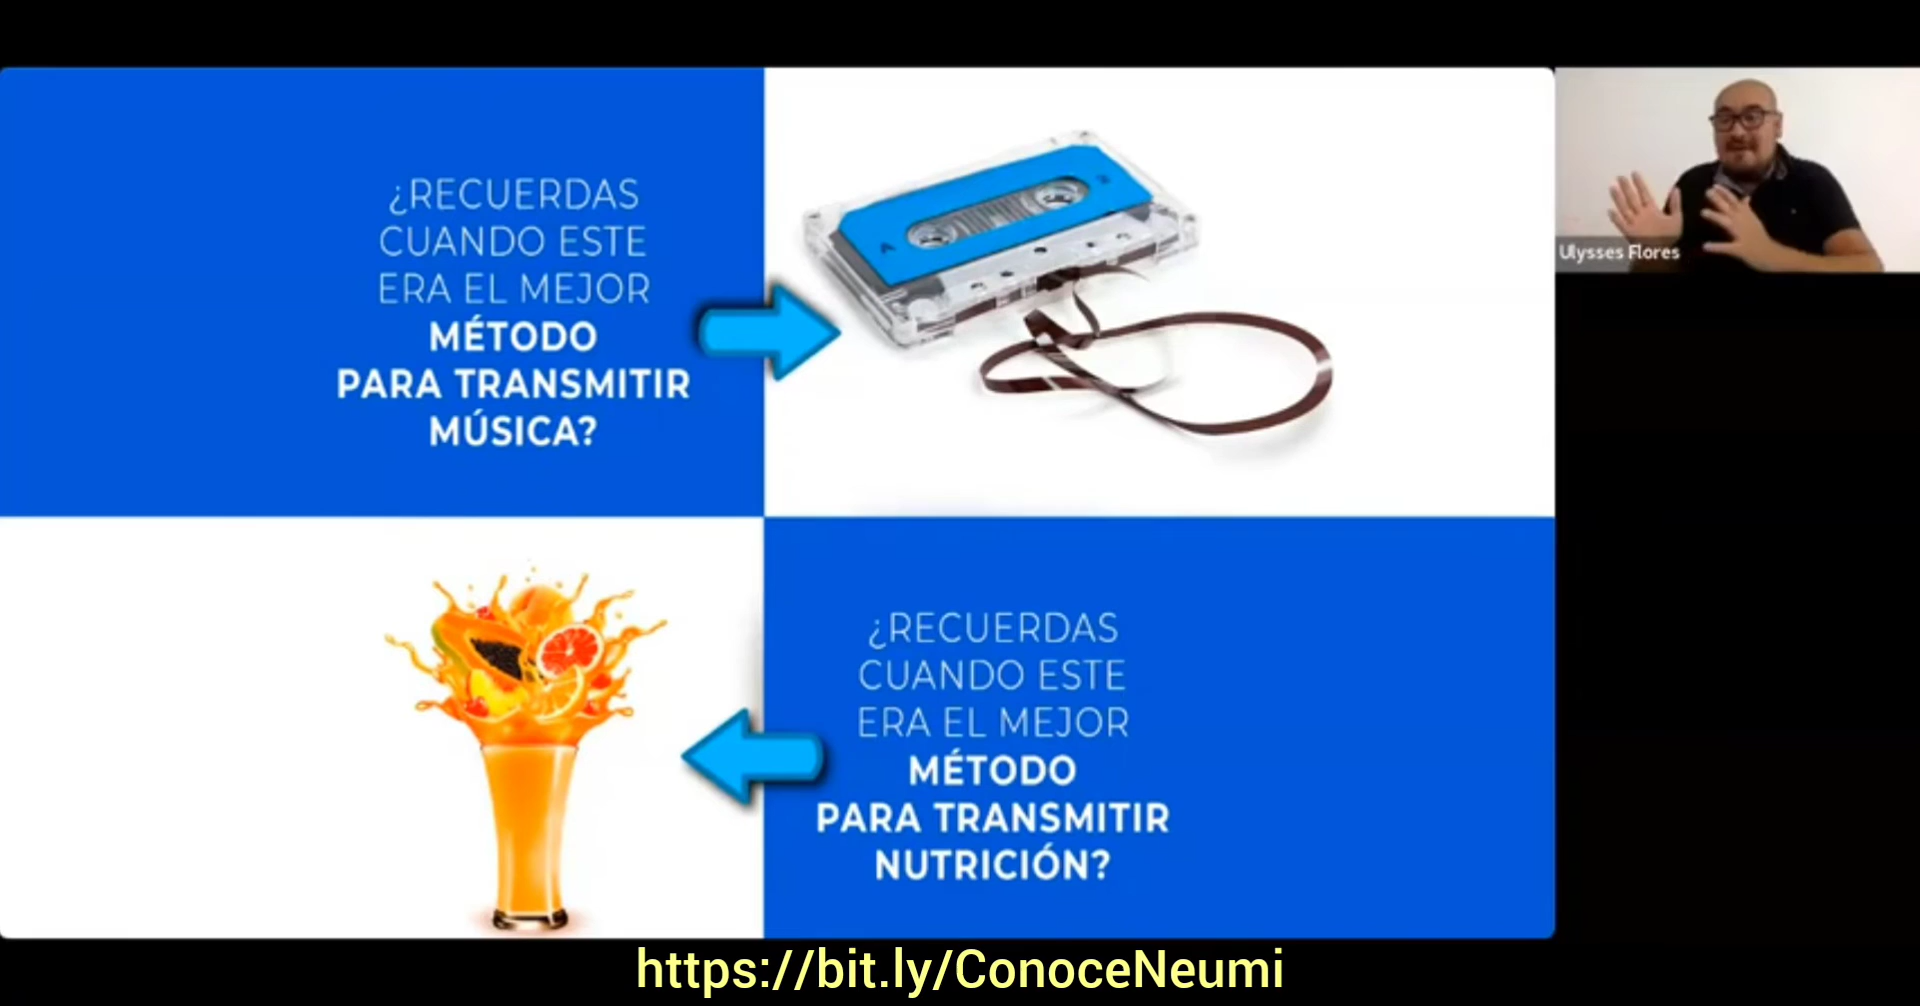 ¿RECUERDAS
CUANDO ESTE
ERA EL MEJOR
MÉTODO
PARA TRANSMITIR
MÚSICA?
A
B
Ulysses Flores
¿RECUERDAS
CUANDO ESTE
ERA EL MEJOR
MÉTODO
PARA TRANSMITIR
NUTRICIÓN?
https://bit.ly/ConoceNeumi